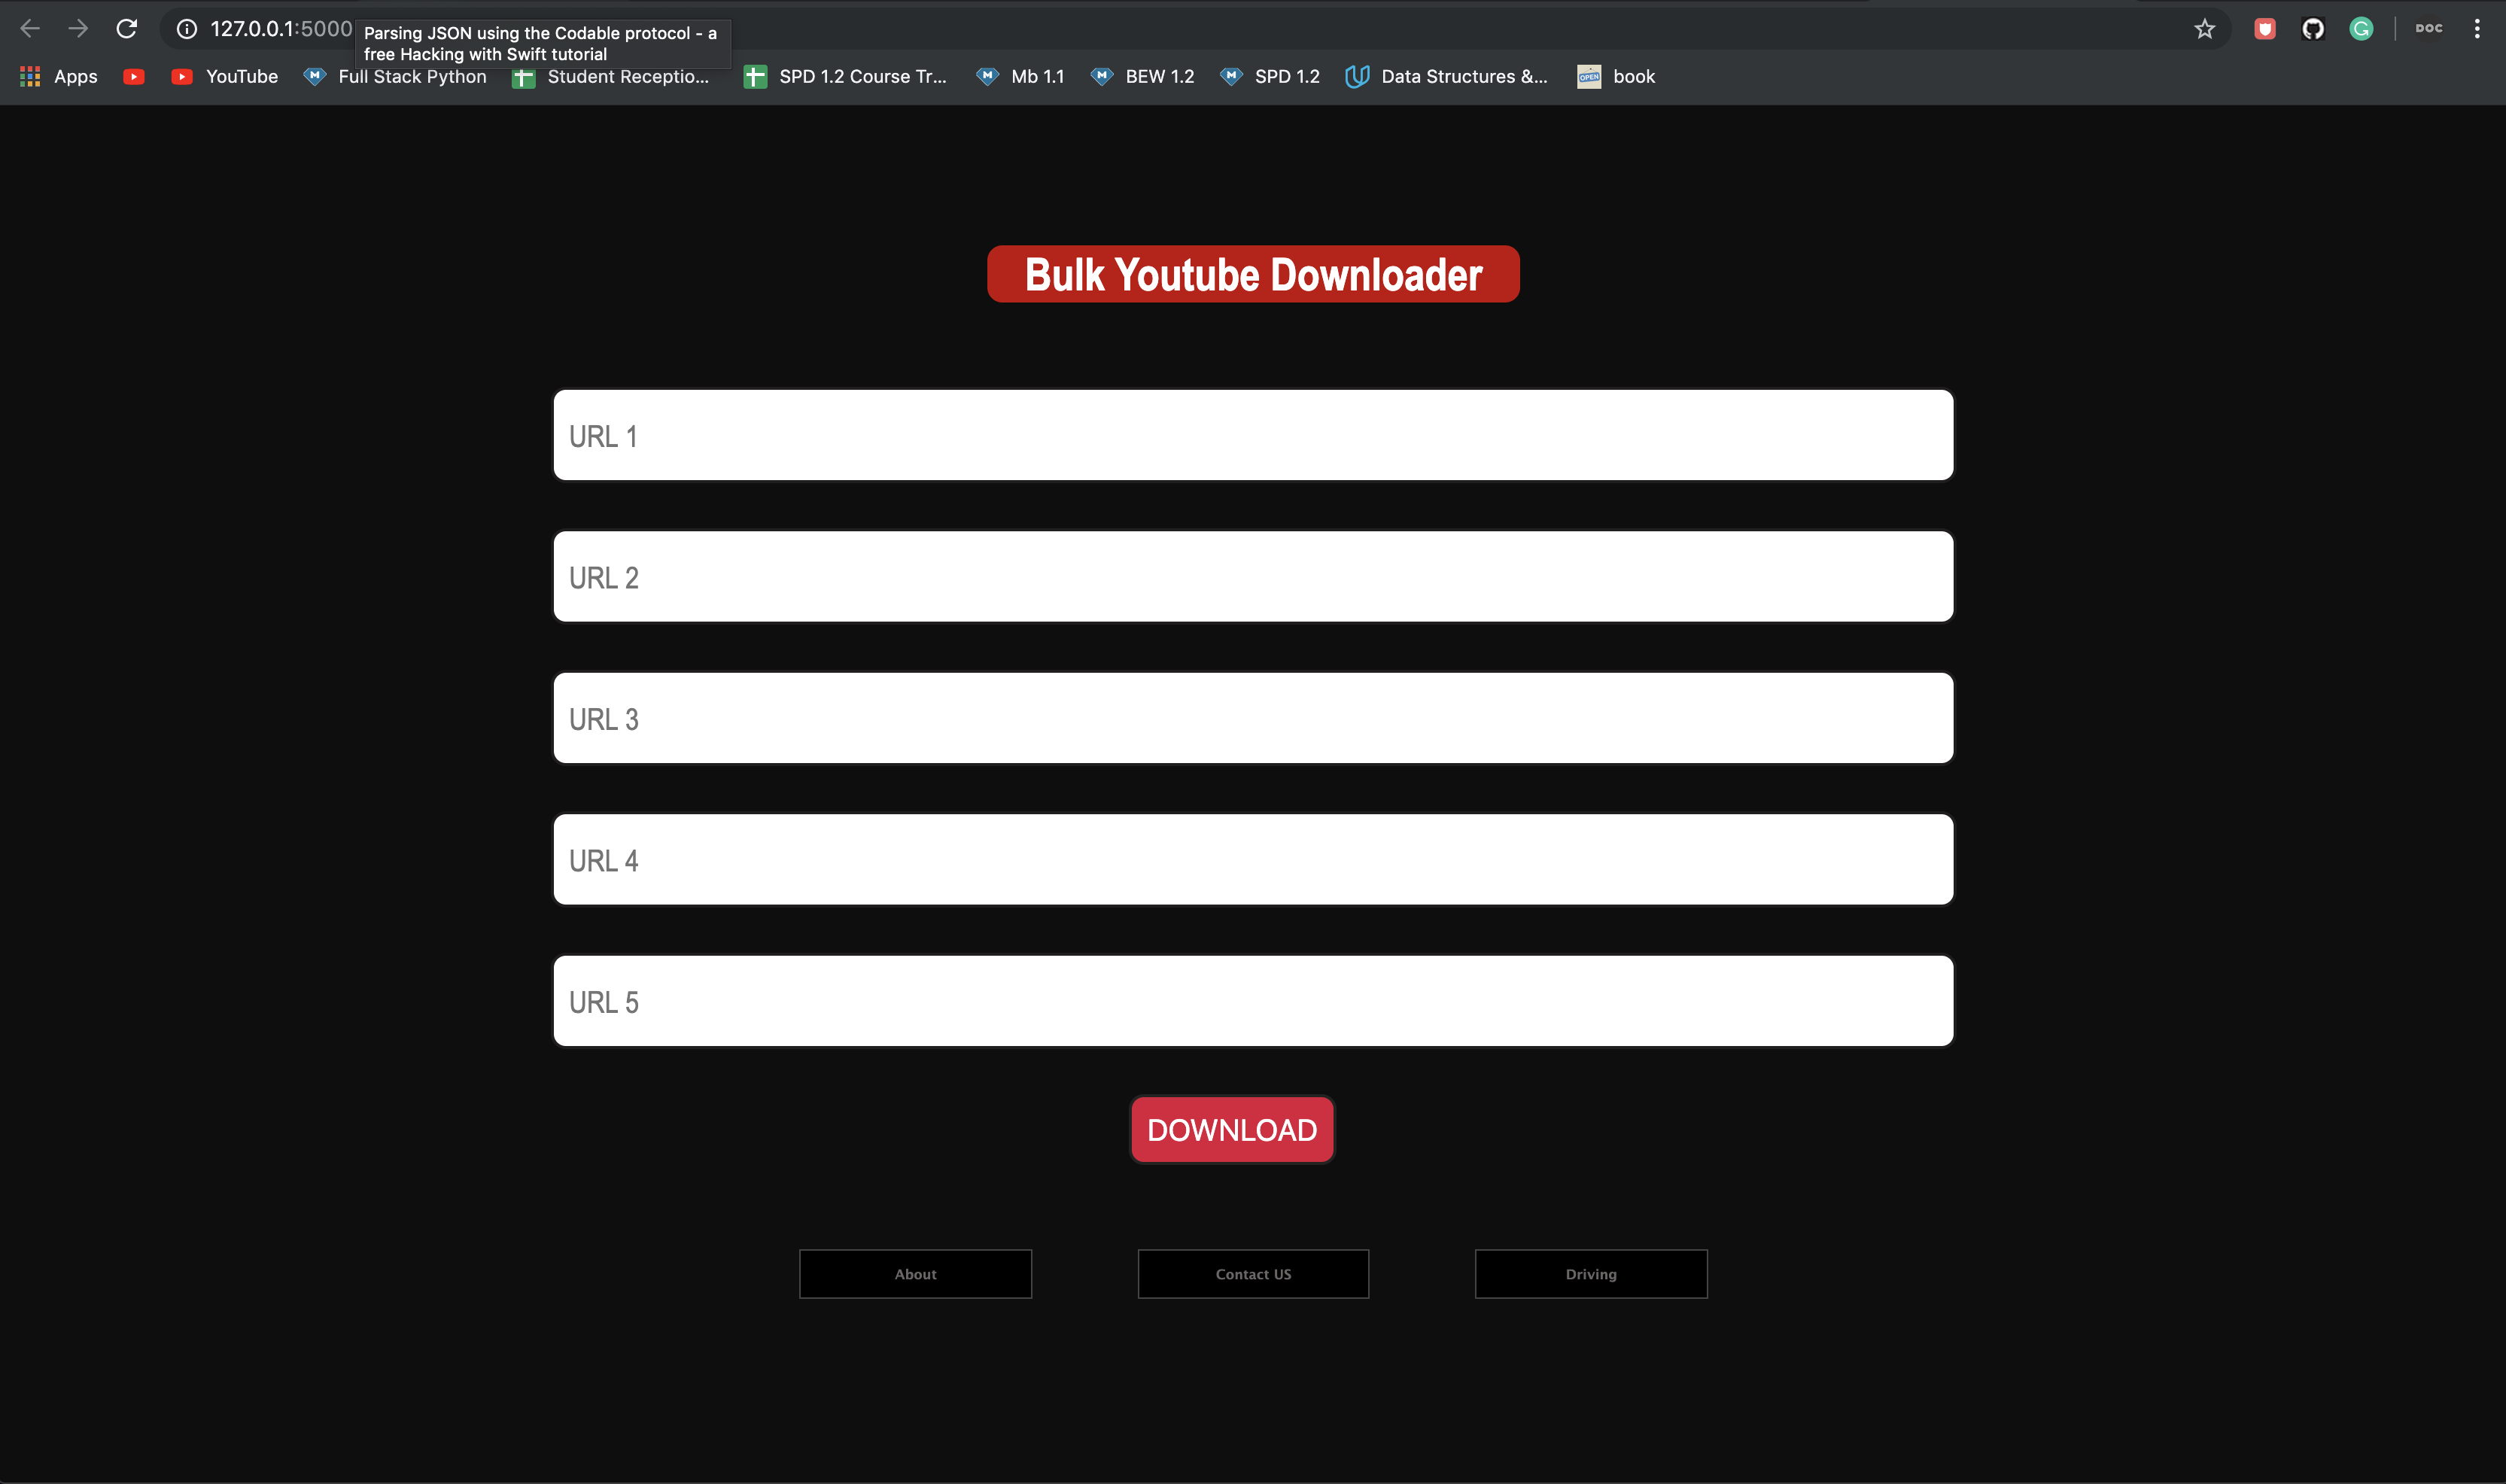 127.0.0.1:5000
Parsing JSON using the Codable protocol - a
free Hacking with Swift tutorial
DOC
Apps YouTube Full Stack Python Student Receptio... SPD 1.2 Course Tr... Mb 1.1 BEW 1.2 SPD 1.2 Data Structures &... OPEN book
Bulk Youtube Downloader
URL 1
URL 2
URL 3
URL 4
URL 5
DOWNLOAD
About Contact US Driving